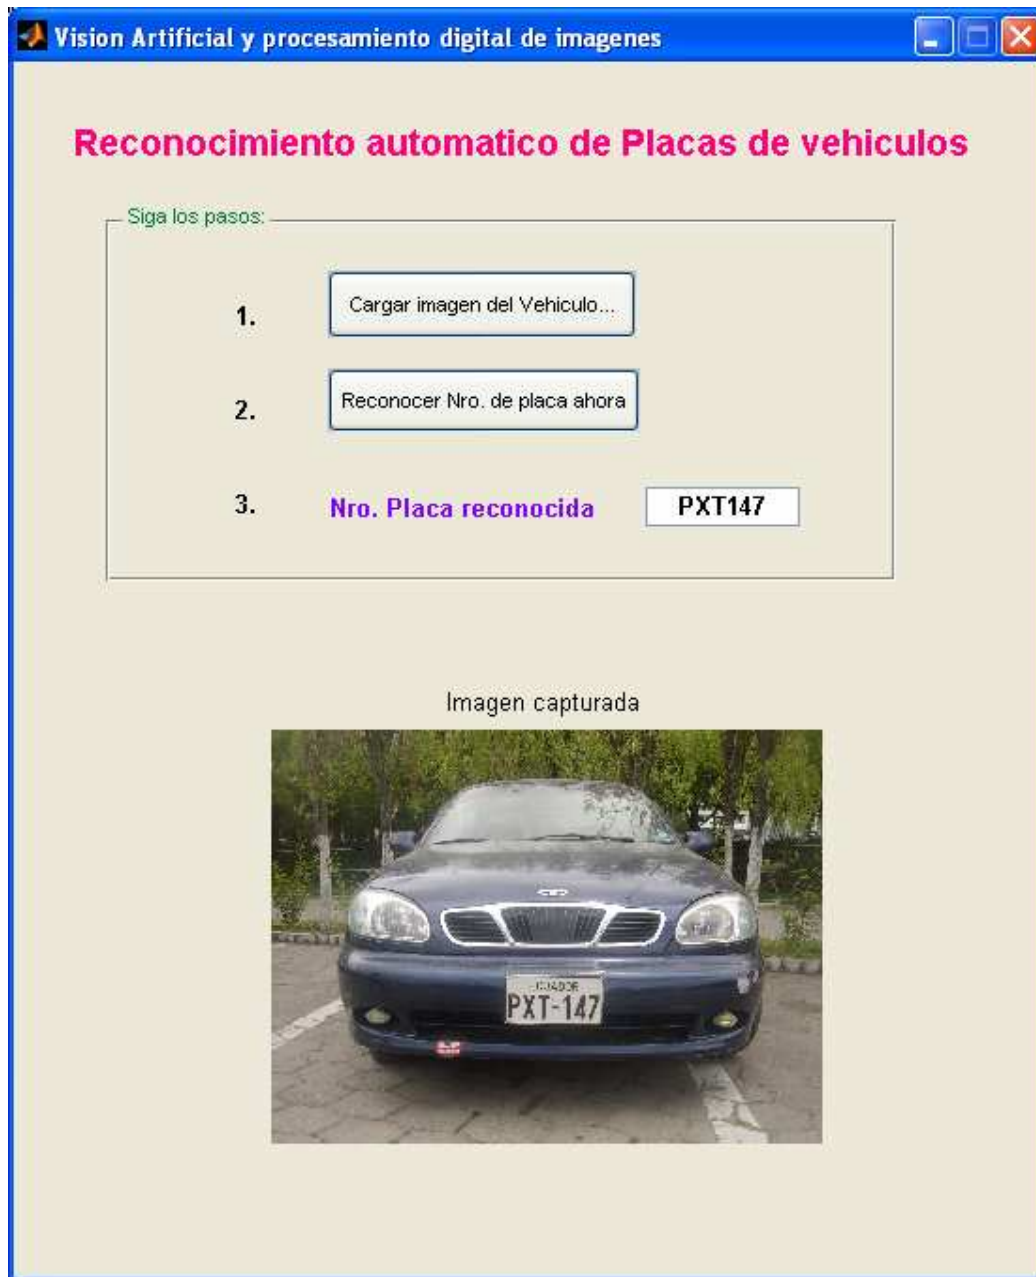 Vision Artificial y procesamiento digital de imagenes
Reconocimiento automatico de Placas de vehiculos
Siga los pasos:
1. Cargar imagen del Vehiculo...
2. Reconocer Nro. de placa ahora
3. Nro. Placa reconocida PXT147
Imagen capturada
PXT-147